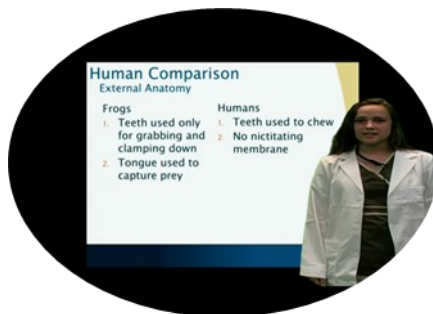 Human Comparison
External Anatomy
Frogs
1. Teeth used only
for grabbing and
clamping down
2. Tongue used to
capture prey
Humans
1. Teeth used to chew
2. No nictitating
membrane